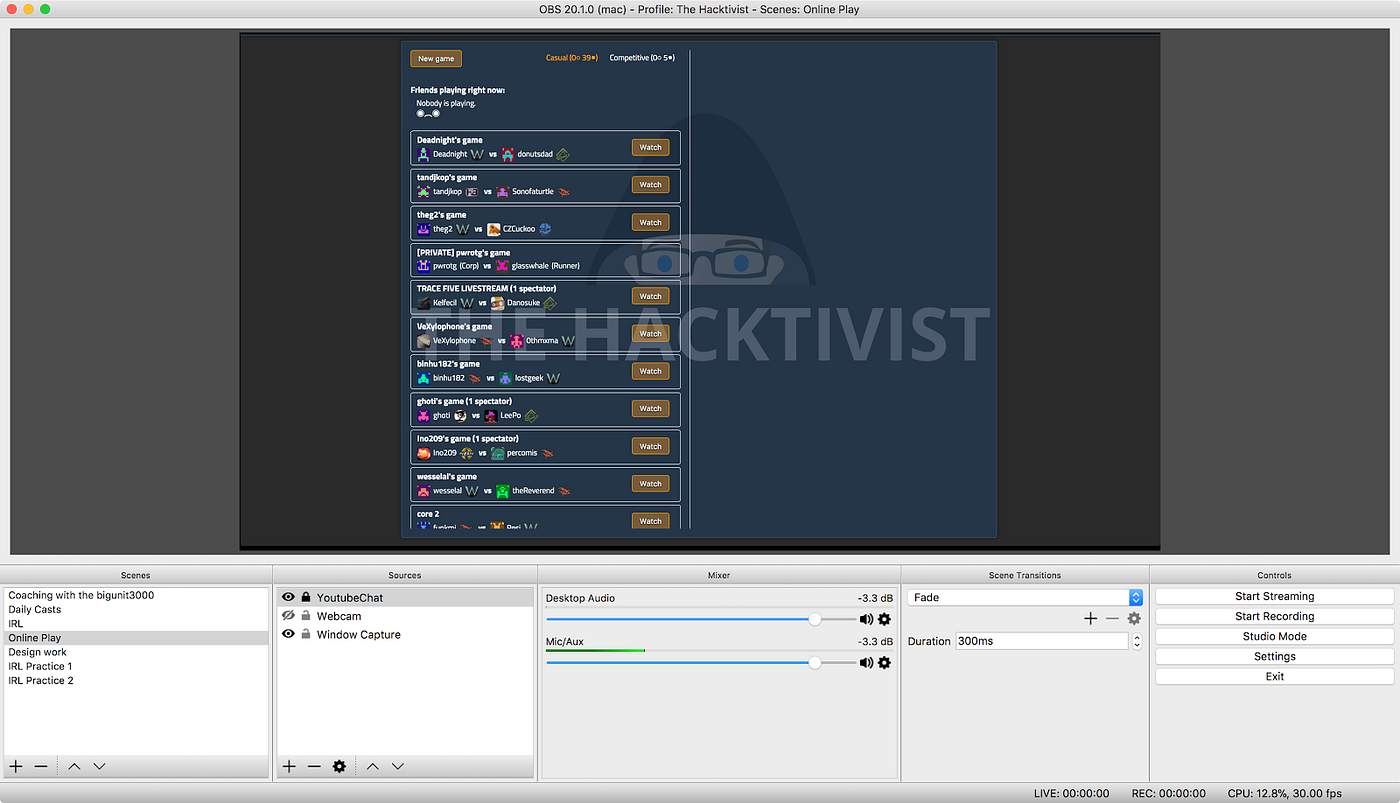 OBS 20.1.0 (mac) - Profile: The Hacktivist - Scenes: Online Play
New game
Casual (0○ 39●) Competitive (0○ 5●)
Friends playing right now:
Nobody is playing.
Deadnight's game
Deadnight vs donutsdad
Watch
tandjkop's game
tandjkop vs Sonofaturtle
Watch
theg2's game
theg2 vs CZCuckoo
Watch
[PRIVATE] pwrotg's game
pwrotg (Corp) vs glasswhale (Runner)
TRACE FIVE LIVESTREAM (1 spectator)
Kelfecil vs Danosuke
Watch
VeXylophone's game
VeXylophone vs 0thmxma
Watch
binhu182's game
binhu182 vs lostgeek
Watch
ghoti's game (1 spectator)
ghoti vs LeePo
Watch
Ino209's game (1 spectator)
Ino209 vs percomis
Watch
wesselal's game
wesselal vs theReverend
Watch
core 2
Watch
THE HACKTIVIST
Scenes
Coaching with the bigunit3000
Daily Casts
IRL
Online Play
Design work
IRL Practice 1
IRL Practice 2
Sources
YoutubeChat
Webcam
Window Capture
Mixer
Desktop Audio -3.3 dB
Mic/Aux -3.3 dB
Scene Transitions
Fade
Duration 300ms
Controls
Start Streaming
Start Recording
Studio Mode
Settings
Exit
LIVE: 00:00:00 REC: 00:00:00 CPU: 12.8%, 30.00 fps